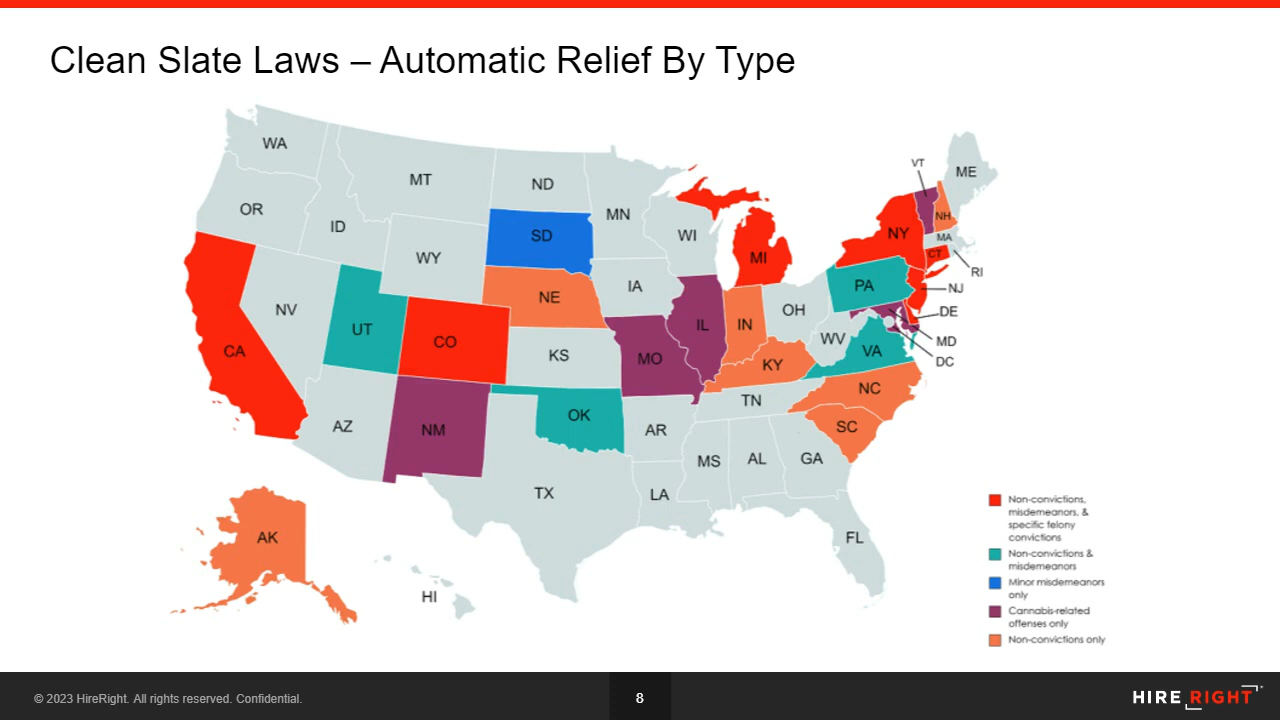 Clean Slate Laws – Automatic Relief By Type
WA
MT
ND
MN
OR
ID
WY
SD
WI
MI
NY
VT
ME
NH
MA
CT
RI
NJ
PA
DE
MD
DC
NV
UT
CO
NE
IA
IL
IN
OH
WV
VA
CA
KS
MO
KY
NC
TN
SC
AZ
NM
OK
AR
MS
AL
GA
TX
LA
FL
AK
HI
Non-convictions,
misdemeanors, &
specific felony
convictions
Non-convictions &
misdemeanors
Minor misdemeanors
only
Cannabis-related
offenses only
Non-convictions only
© 2023 HireRight. All rights reserved. Confidential.
8
HIRE RIGHT